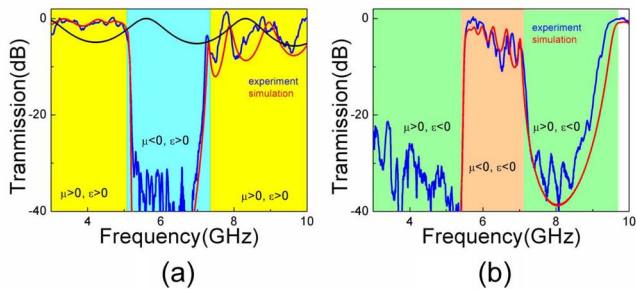 Tranmission(dB)
0
-20
-40
experiment
simulation
μ<0, ε>0
μ>0, ε>0
μ>0, ε>0
4
6
8
10
Frequency(GHz)
(a)
Tranmission(dB)
0
-20
-40
experiment
simulation
μ>0, ε<0
μ>0, ε<0
μ<0, ε<0
4
6
8
10
Frequency(GHz)
(b)